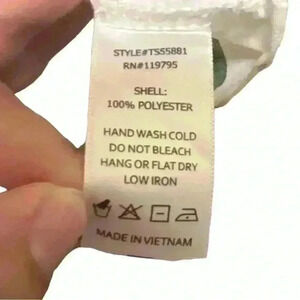 STYLE#TSS5881
RN#119795
SHELL:
100% POLYESTER
HAND WASH COLD
DO NOT BLEACH
HANG OR FLAT DRY
LOW IRON
MADE IN VIETNAM